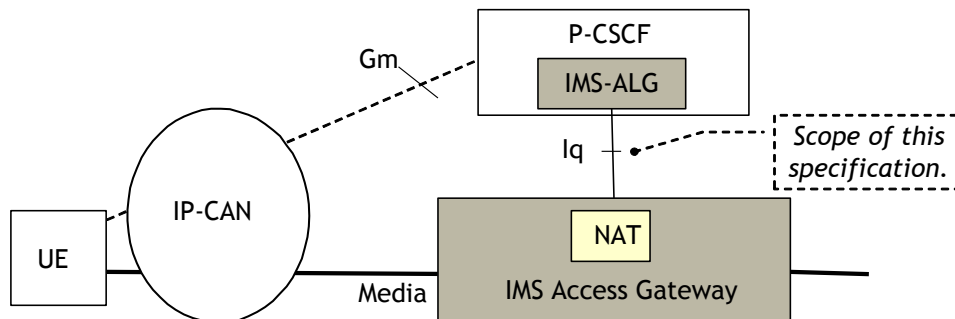 P-CSCF
Gm
IMS-ALG
Iq
Scope of this
specification.
IP-CAN
UE
NAT
Media
IMS Access Gateway